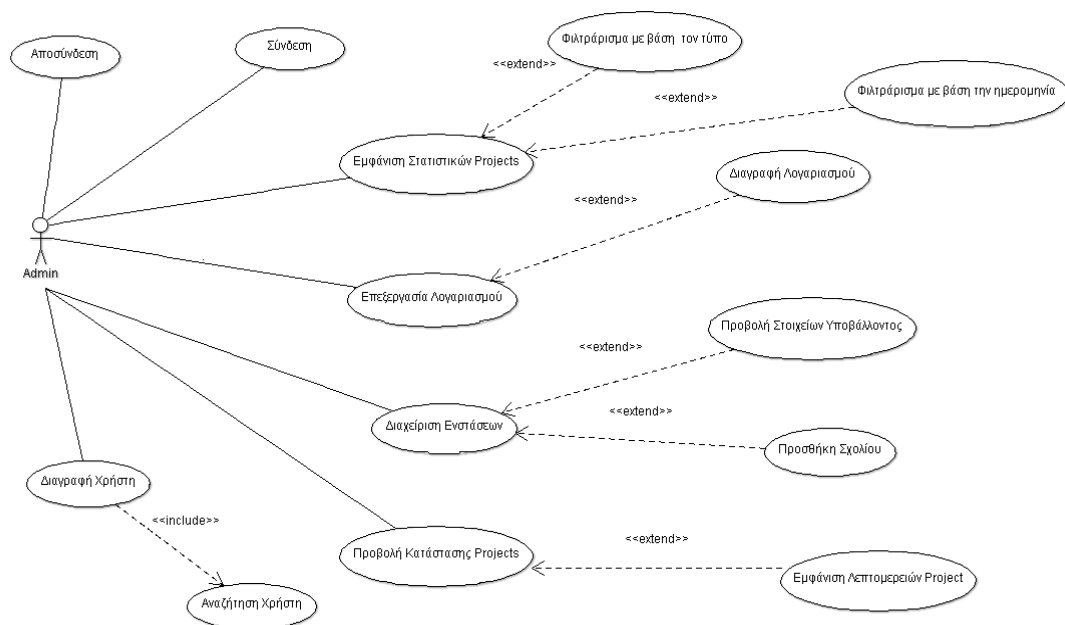 Αποσύνδεση
Σύνδεση
Φιλτράρισμα με βάση τον τύπο
<<extend>>
<<extend>>
Φιλτράρισμα με βάση την ημερομηνία
Εμφάνιση Στατιστικών Projects
Διαγραφή Λογαριασμού
<<extend>>
Admin
Επεξεργασία Λογαριασμού
Προβολή Στοιχείων Υποβάλλοντος
<<extend>>
<<extend>>
Διαχείριση Ενστάσεων
Προσθήκη Σχολίου
Διαγραφή Χρήστη
<<include>>
<<extend>>
Προβολή Κατάστασης Projects
Εμφάνιση Λεπτομερειών Project
Αναζήτηση Χρήστη